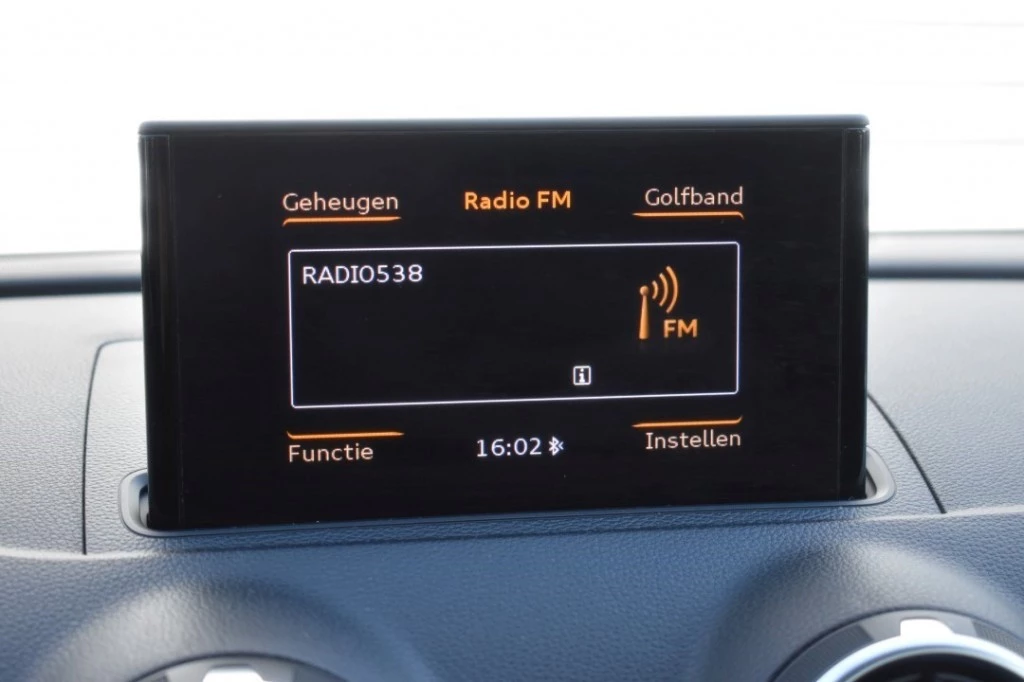 Geheugen Radio FM Golfband
RADIO538
FM
i
Functie 16:02 Instellen